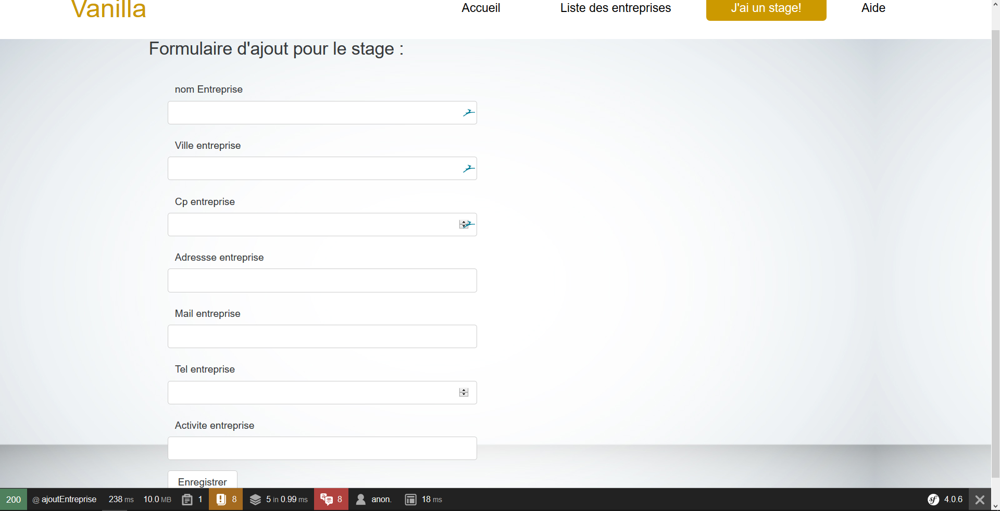 Vanilla
Accueil Liste des entreprises J'ai un stage! Aide
Formulaire d'ajout pour le stage :
nom Entreprise
Ville entreprise
Cp entreprise
Adressse entreprise
Mail entreprise
Tel entreprise
Activite entreprise
Enregistrer
200 @ ajoutEntreprise 238 ms 10.0 MB 1 8 5 in 0.99 ms 8 anon. 18 ms sf 4.0.6